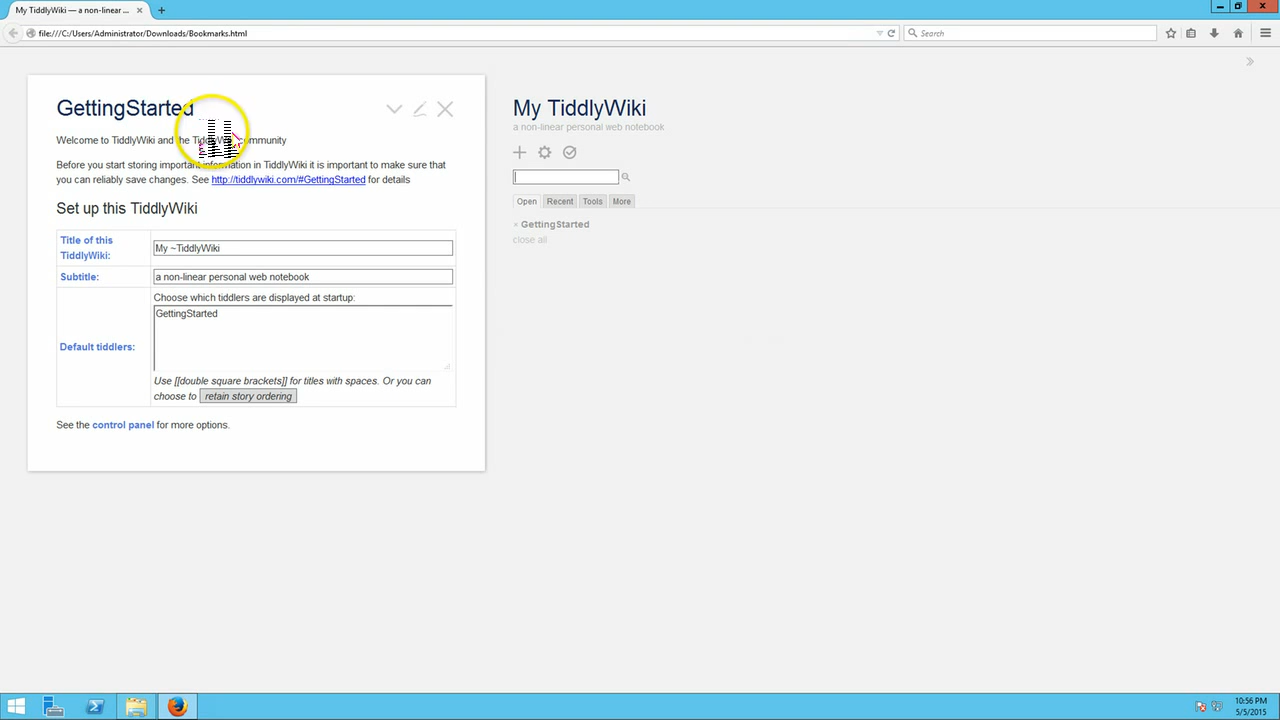 My TiddlyWiki — a non-linear ...
file:///C:/Users/Administrator/Downloads/Bookmarks.html
Search
GettingStarted
Welcome to TiddlyWiki and the community
Before you start storing important information in TiddlyWiki it is important to make sure that
you can reliably save changes. See http://tiddlywiki.com/#GettingStarted for details
Set up this TiddlyWiki
Title of this
TiddlyWiki:
My ~TiddlyWiki
Subtitle:
a non-linear personal web notebook
Default tiddlers:
Choose which tiddlers are displayed at startup:
GettingStarted
Use [[double square brackets]] for titles with spaces. Or you can
choose to retain story ordering
See the control panel for more options.
My TiddlyWiki
a non-linear personal web notebook
Open Recent Tools More
× GettingStarted
close all
10:56 PM
5/5/2015